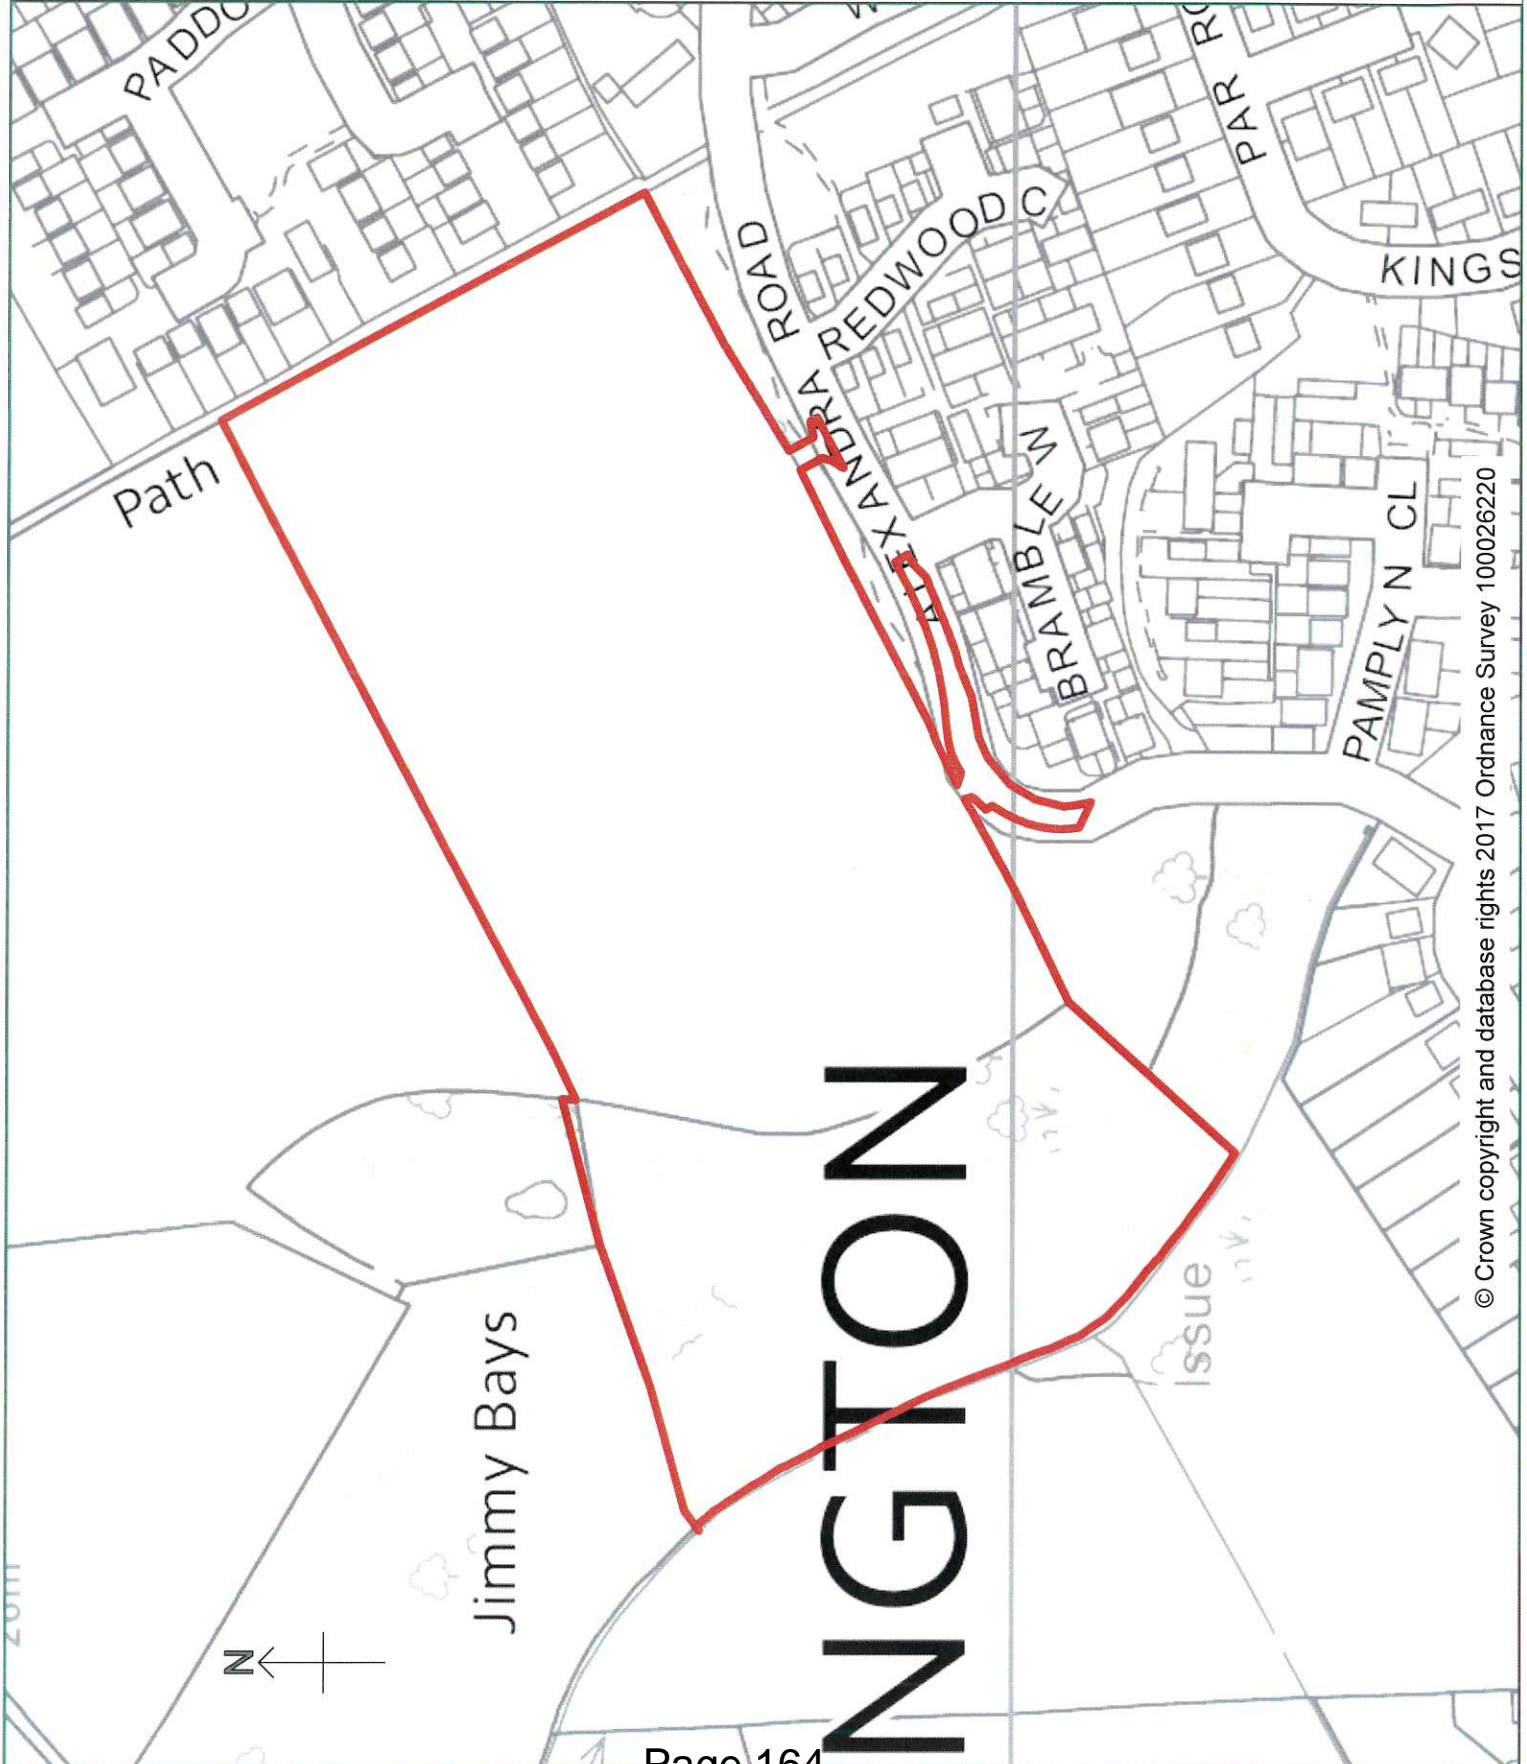 PADDO
Path
ROAD
ALEXANDRA
REDWOOD C
PAR RO
KINGS
BRAMBLE W
PAMPLYN CL
Jimmy Bays
NGTON
Issue
N
© Crown copyright and database rights 2017 Ordnance Survey 100026220
Page 164